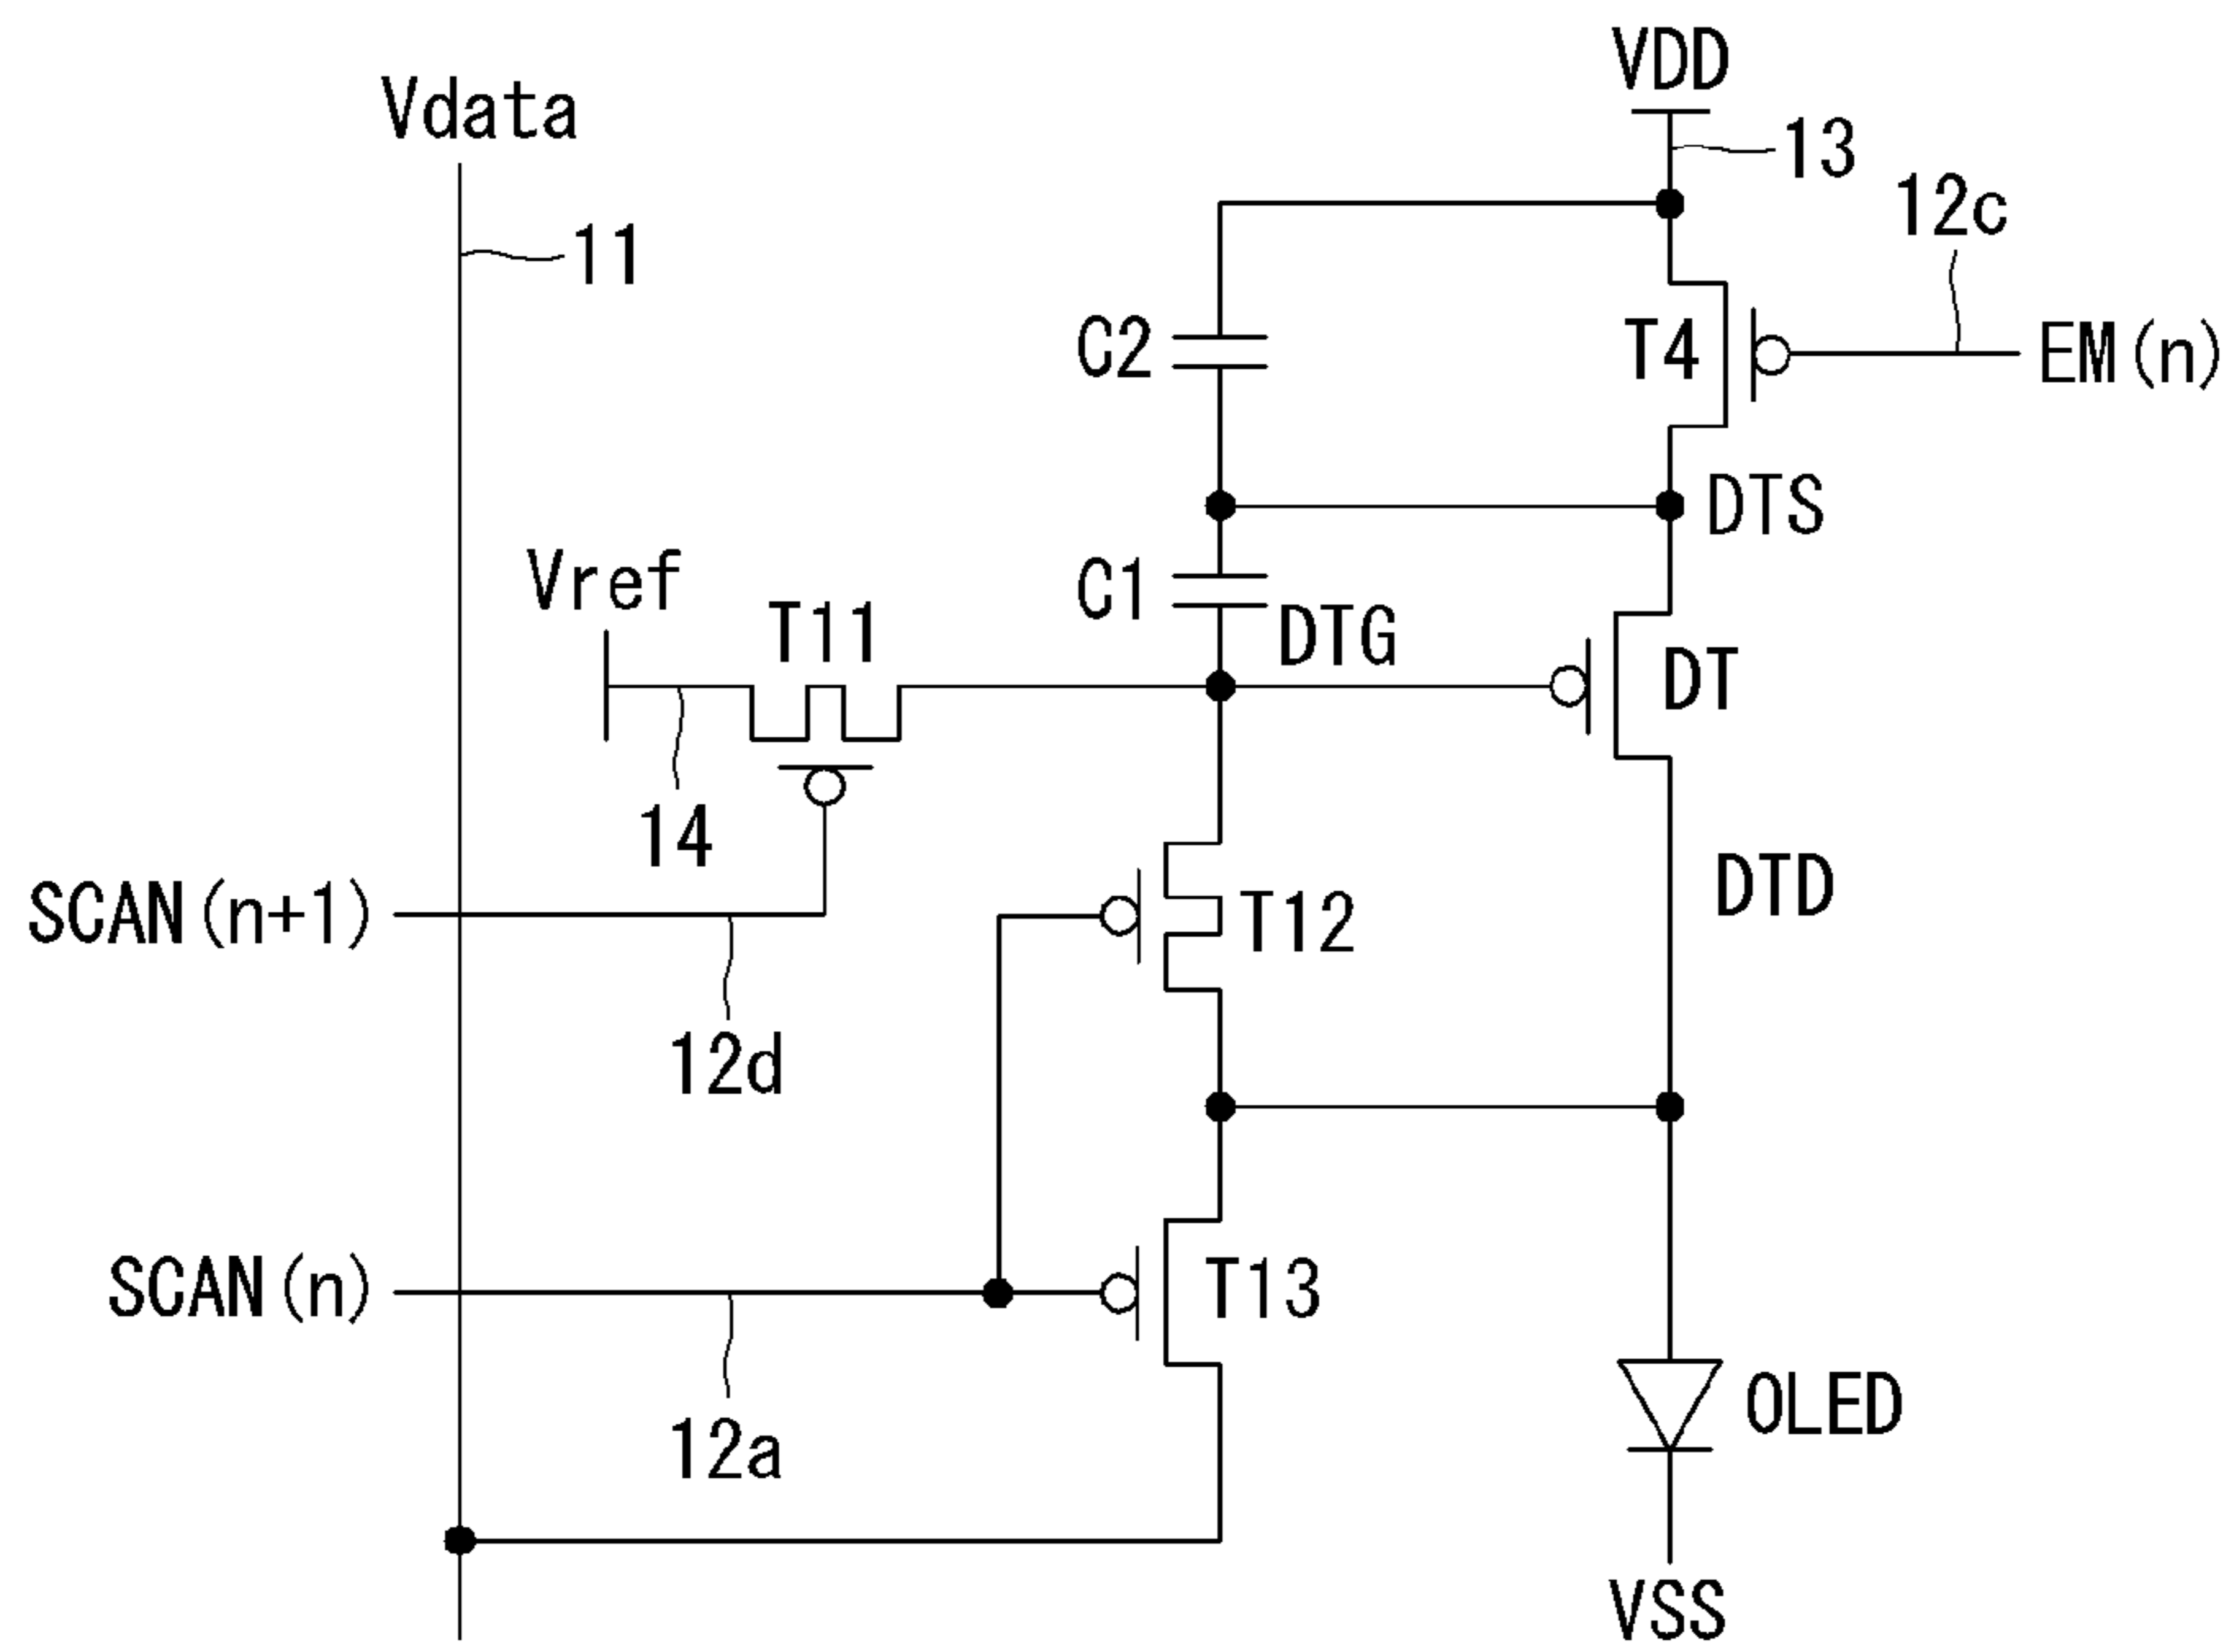 VDD
Vdata
13
12c
11
C2
T4
EM(n)
DTS
Vref
T11
C1
DTG
DT
14
SCAN(n+1)
T12
DTD
12d
SCAN(n)
T13
12a
OLED
VSS